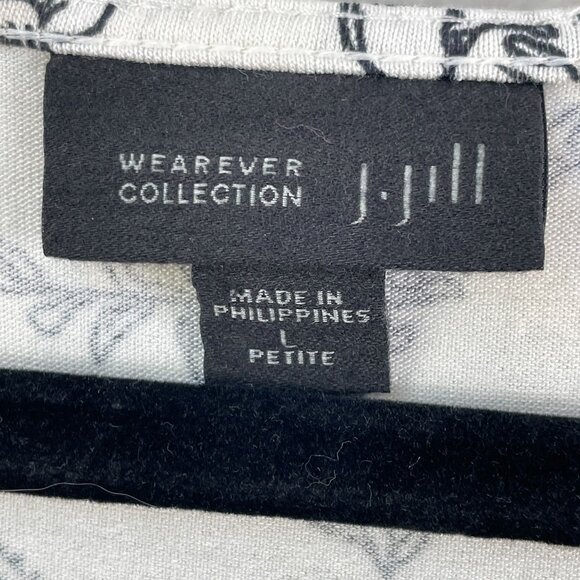 WEAREVER
COLLECTION
J.Jill
MADE IN
PHILIPPINES
L
PETITE